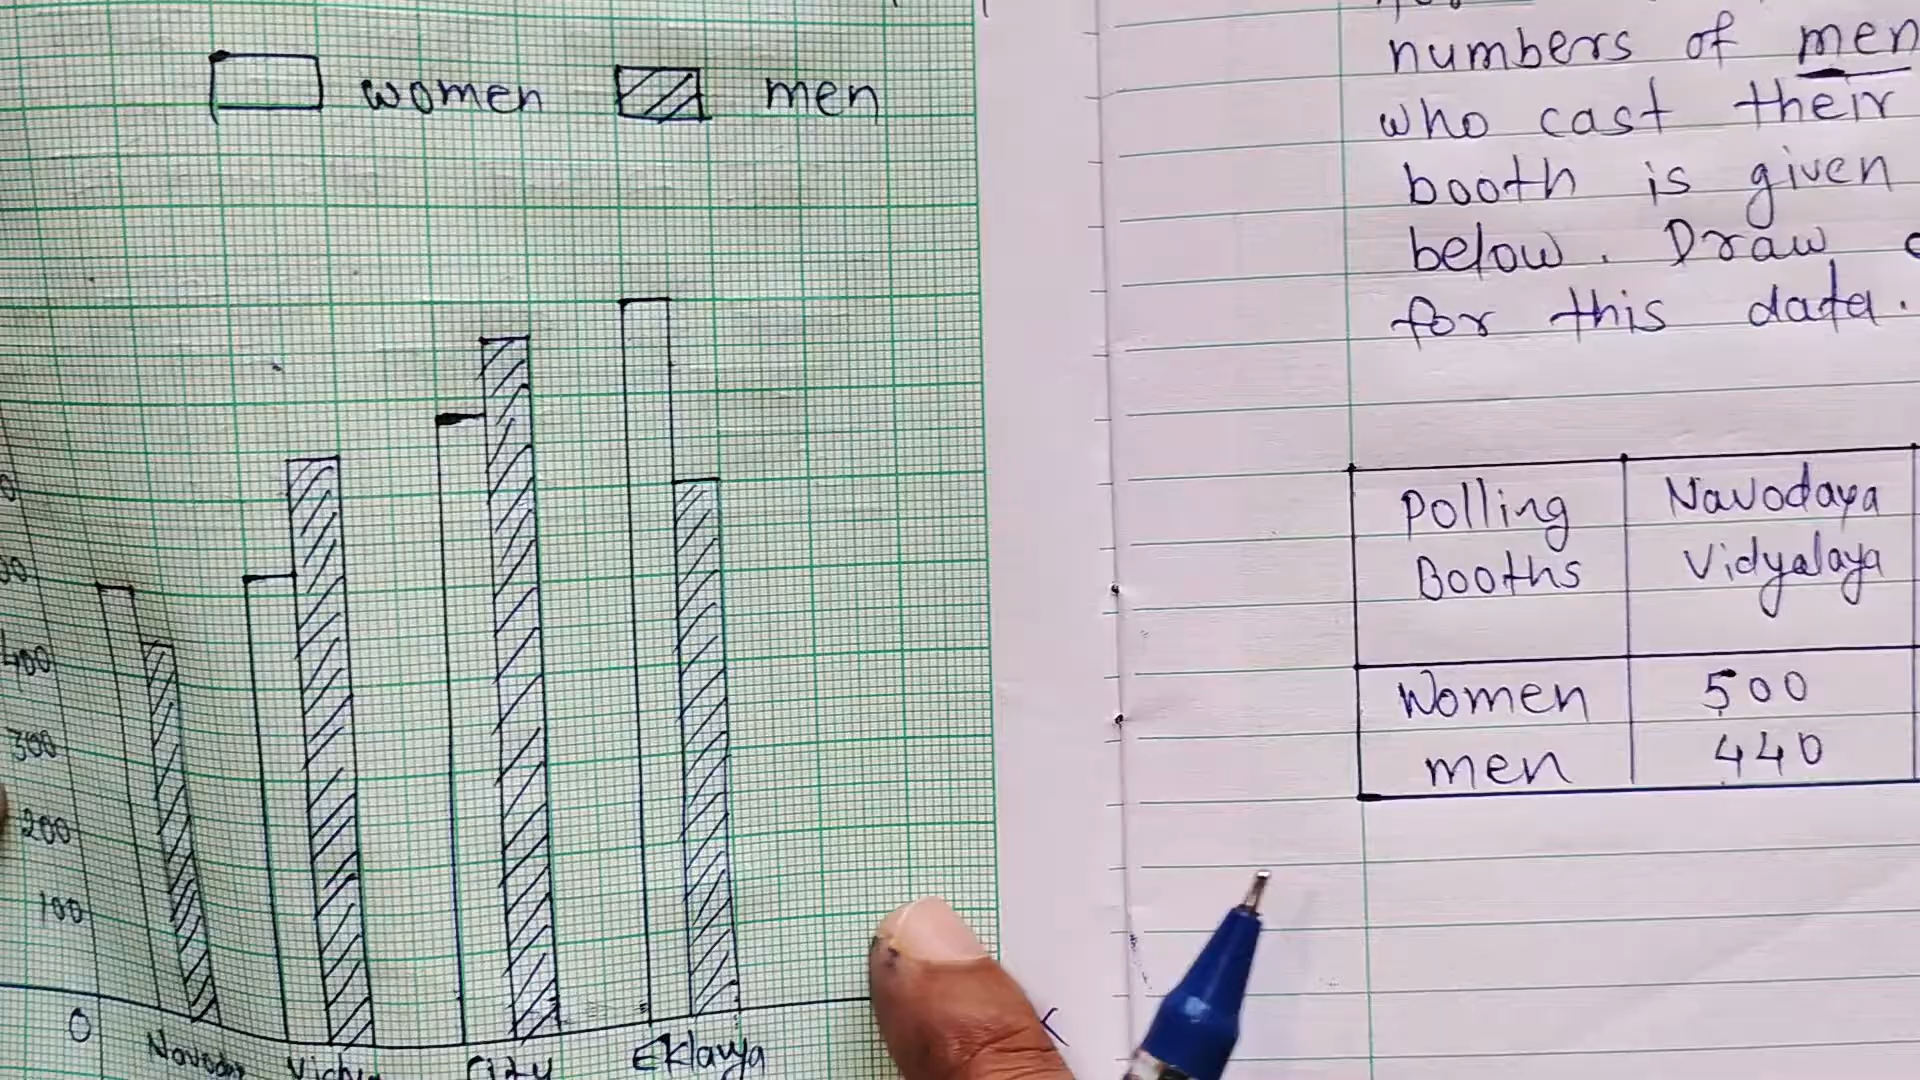 women men
400
300
200
100
0
Eklavya
numbers of men
who cast their
booth is given
below. Draw
for this data.
Polling Booths
Navodaya Vidyalaya
Women 500
men 440